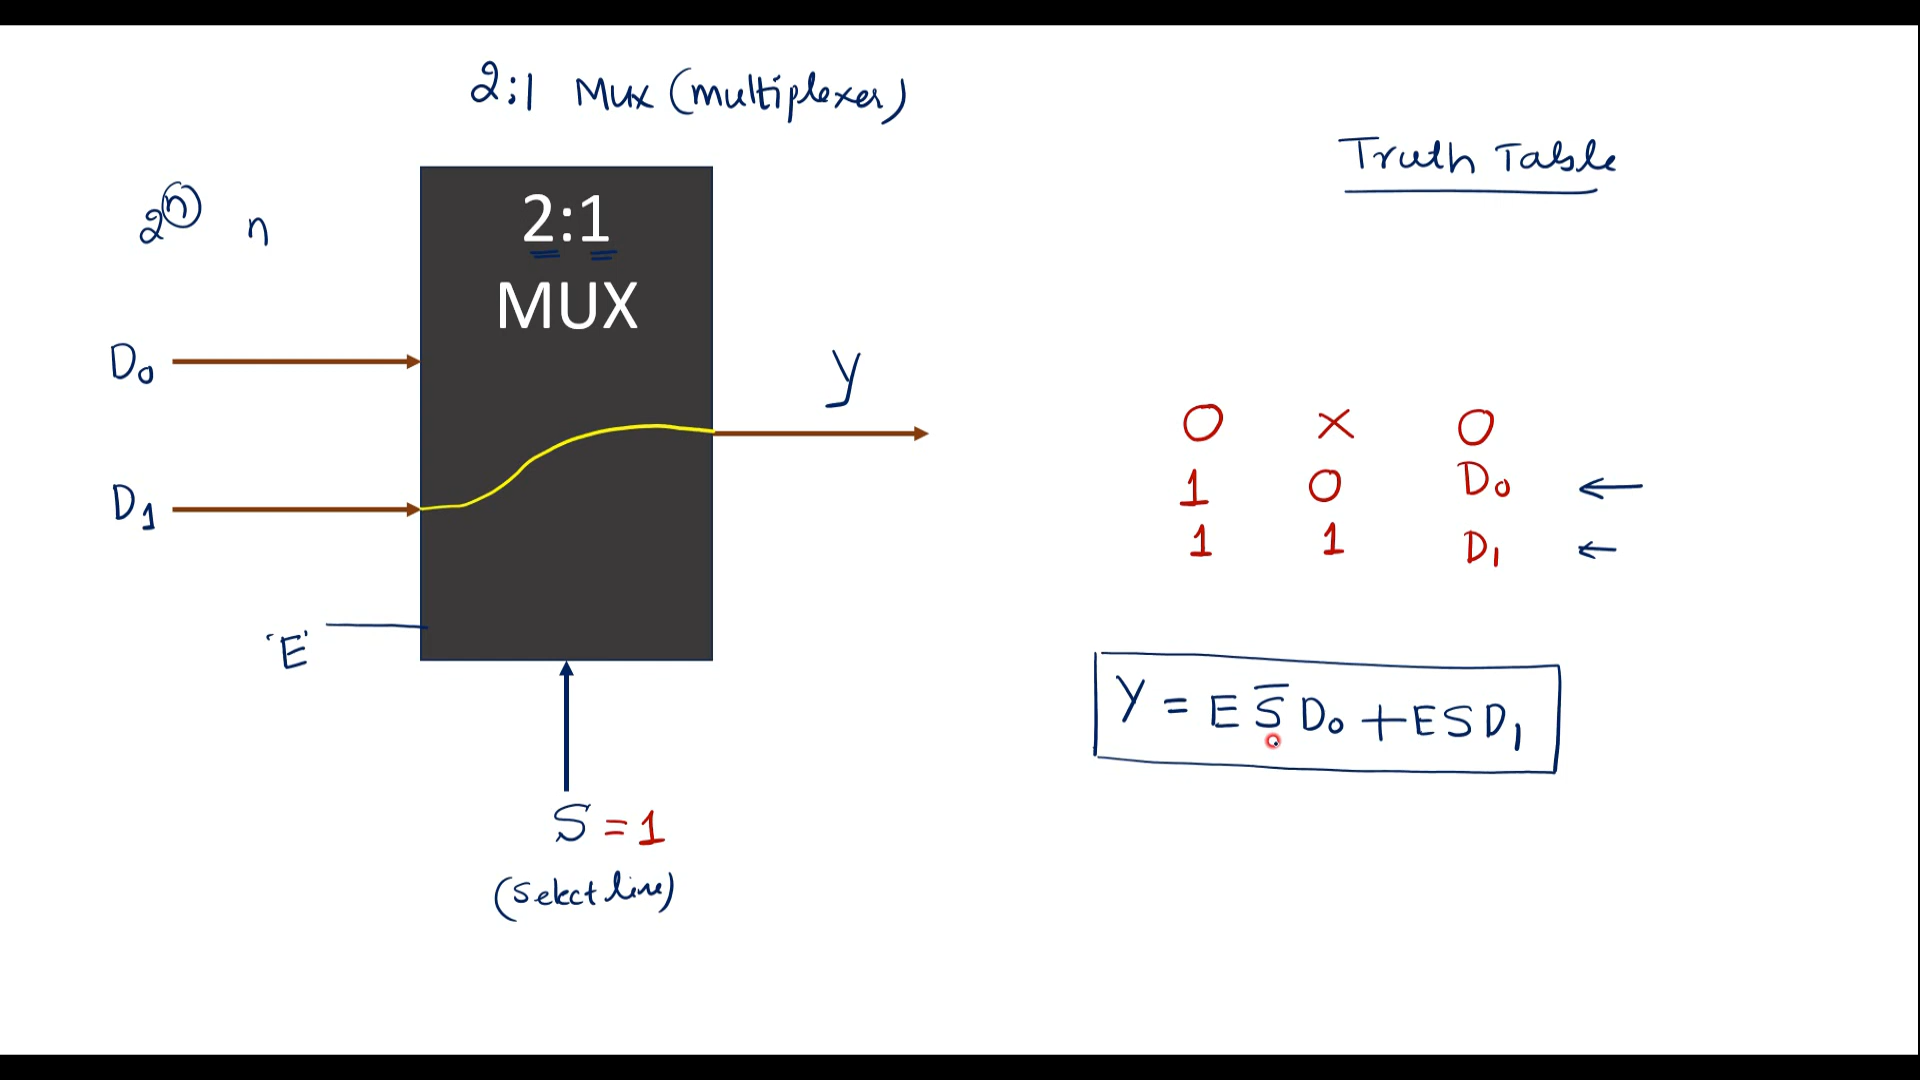 2:1 Mux (multiplexer)
Truth Table
2ⁿ n
2:1
MUX
D₀
D₁
Y
'E'
S = 1
(Select line)
0 × 0
1 0 D₀ ←
1 1 D₁ ←
Y = E S̅ D₀ + E S D₁